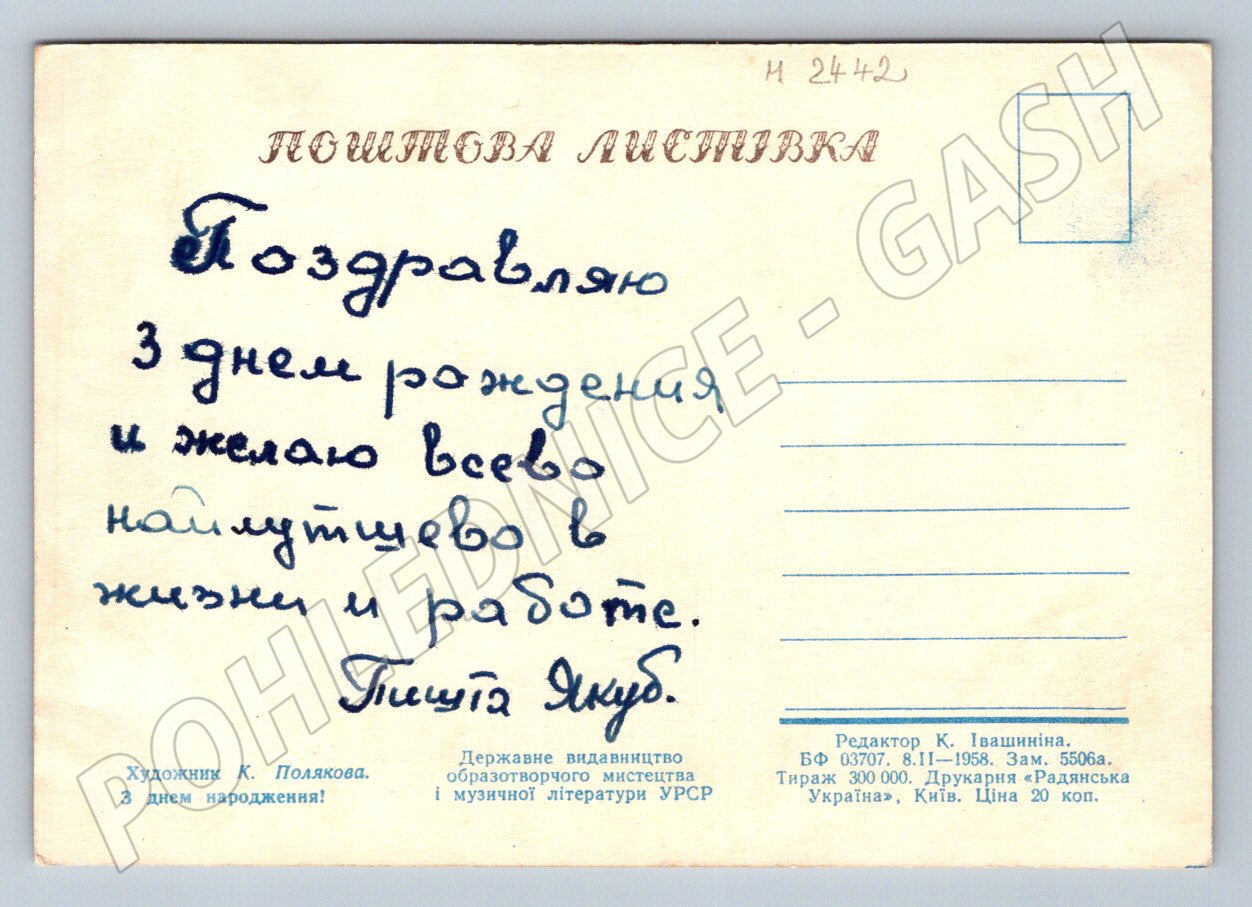 М 2442
ПОШТОВА ЛИСТІВКА
Поздравляю
З днем рождения
и желаю всево
найлутшево в
жизни и работе.
Пишта Якуб.
Художник К. Полякова.
З днем народження!
Державне видавництво
образотворчого мистецтва
і музичної літератури УРСР
Редактор К. Івашиніна.
БФ 03707. 8.II—1958. Зам. 5506а.
Тираж 300 000. Друкарня «Радянська
Україна», Київ. Ціна 20 коп.
POHLEDNICE - GASH